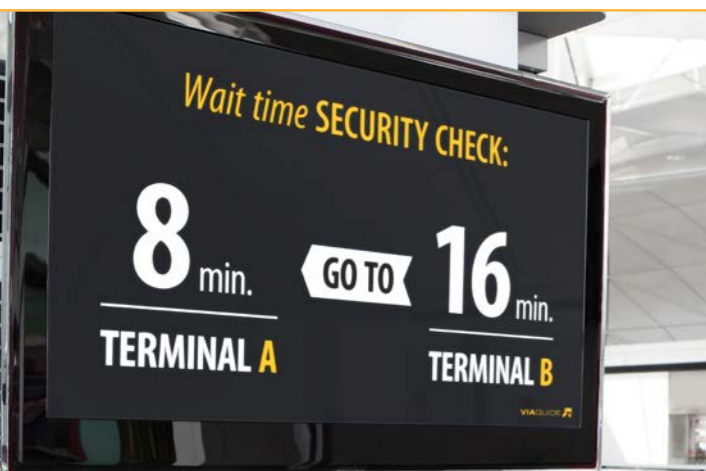 Wait time SECURITY CHECK:
8 min.
GO TO
16 min.
TERMINAL A
TERMINAL B
VIAGUIDE